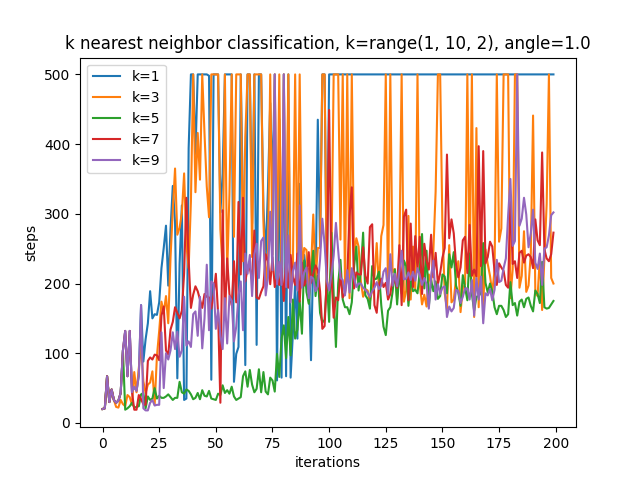 k nearest neighbor classification, k=range(1, 10, 2), angle=1.0
k=1
k=3
k=5
k=7
k=9
steps
500
400
300
200
100
0
0 25 50 75 100 125 150 175 200
iterations